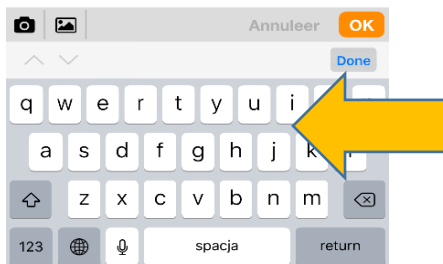 Annuleer OK
Done
q w e r t y u i
a s d f g h j k
z x c v b n m
123 spacja return